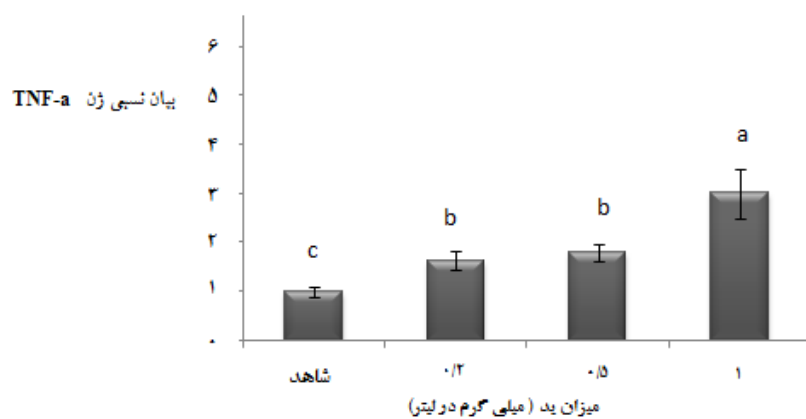 ۶
بیان نسبی ژن TNF-a
۵
۴
۳
۲
۱
۰
c
b
b
a
شاهد
۰/۲
۰/۵
۱
میزان ید ( میلی گرم در لیتر)